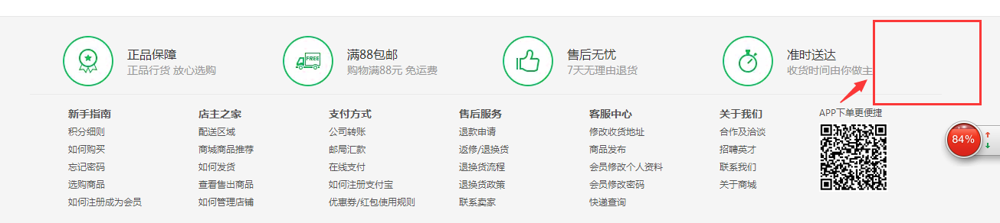 正品保障
正品行货 放心选购
FREE
满88包邮
购物满88元 免运费
售后无忧
7天无理由退货
准时送达
收货时间由你做主
新手指南
积分细则
如何购买
忘记密码
选购商品
如何注册成为会员
店主之家
配送区域
商城商品推荐
如何发货
查看售出商品
如何管理店铺
支付方式
公司转账
邮局汇款
在线支付
如何注册支付宝
优惠券/红包使用规则
售后服务
退款申请
返修/退换货
退换货流程
退换货政策
联系卖家
客服中心
修改收货地址
商品发布
会员修改个人资料
会员修改密码
快递查询
关于我们
合作及洽谈
招聘英才
联系我们
关于商城
APP下单更便捷
84%